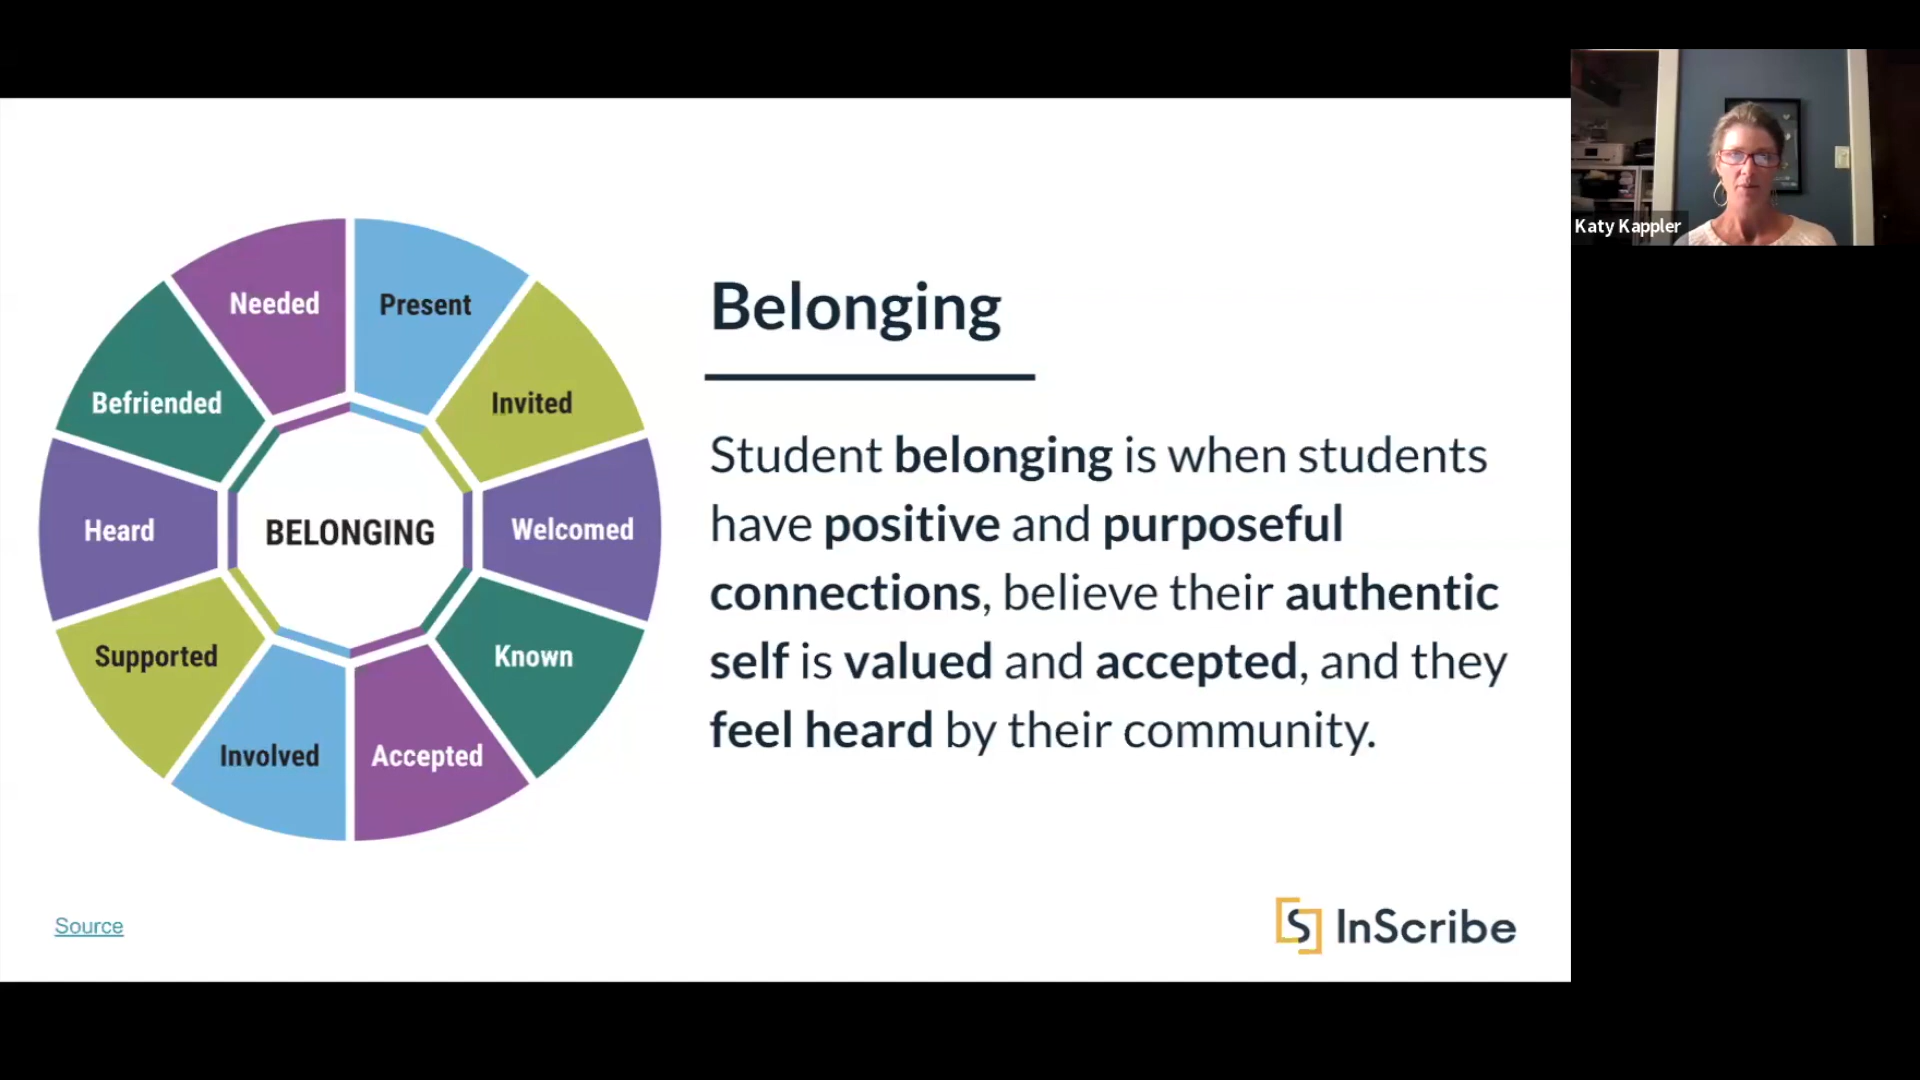 Needed
Present
Befriended
Invited
Heard
BELONGING
Welcomed
Supported
Known
Involved
Accepted
Belonging
Student belonging is when students
have positive and purposeful
connections, believe their authentic
self is valued and accepted, and they
feel heard by their community.
Source
InScribe
Katy Kappler